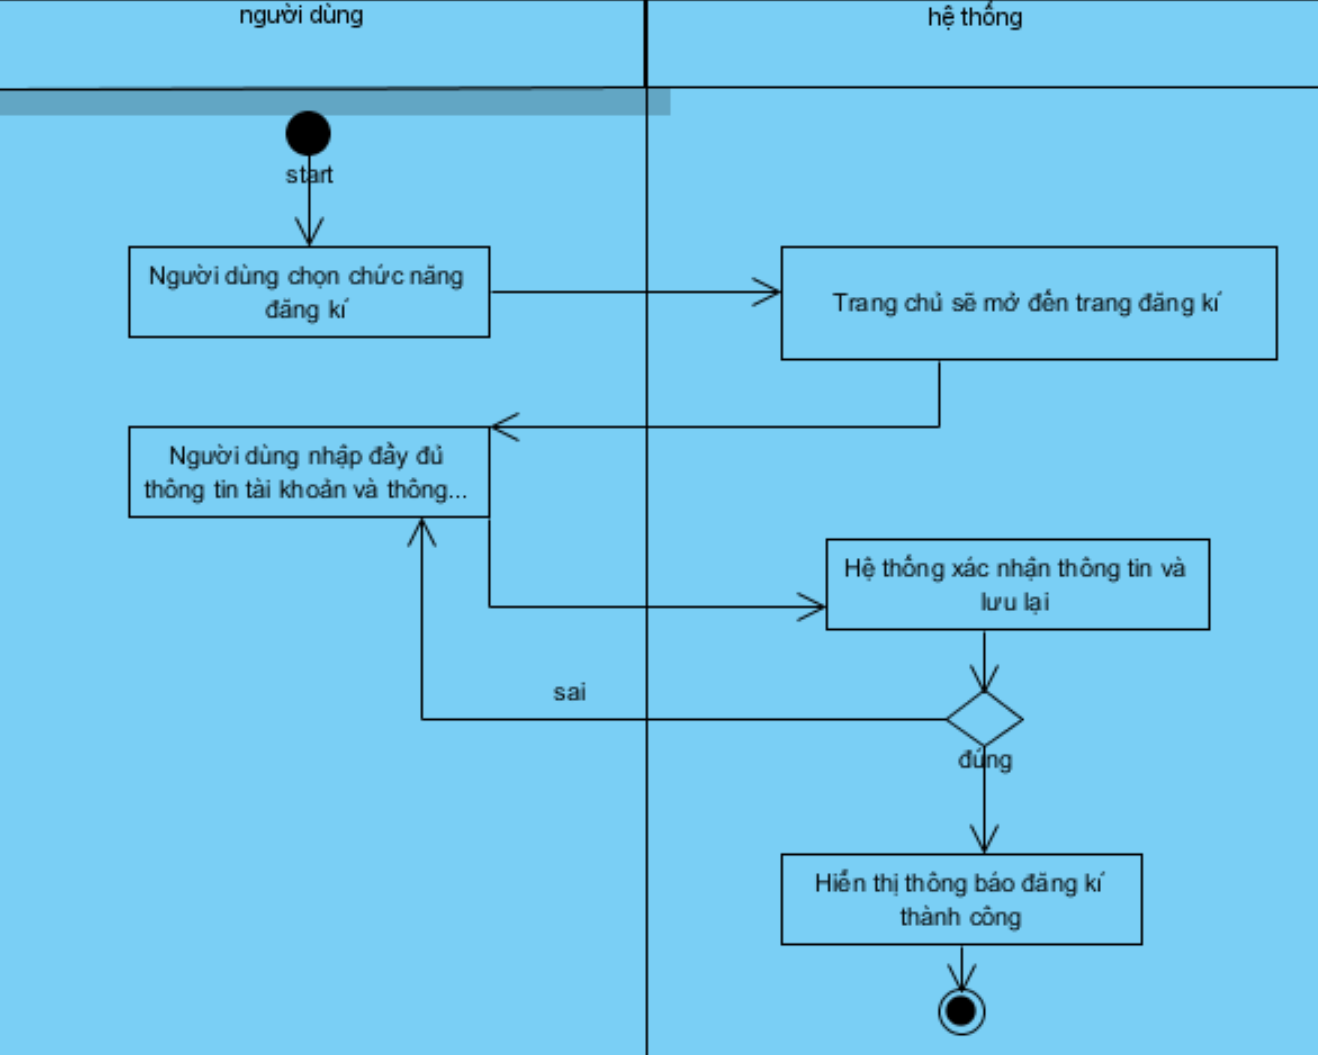 người dùng
hệ thống
start
Người dùng chọn chức năng
đăng kí
Trang chủ sẽ mở đến trang đăng kí
Người dùng nhập đầy đủ
thông tin tài khoản và thông...
Hệ thống xác nhận thông tin và
lưu lại
sai
đúng
Hiển thị thông báo đăng kí
thành công